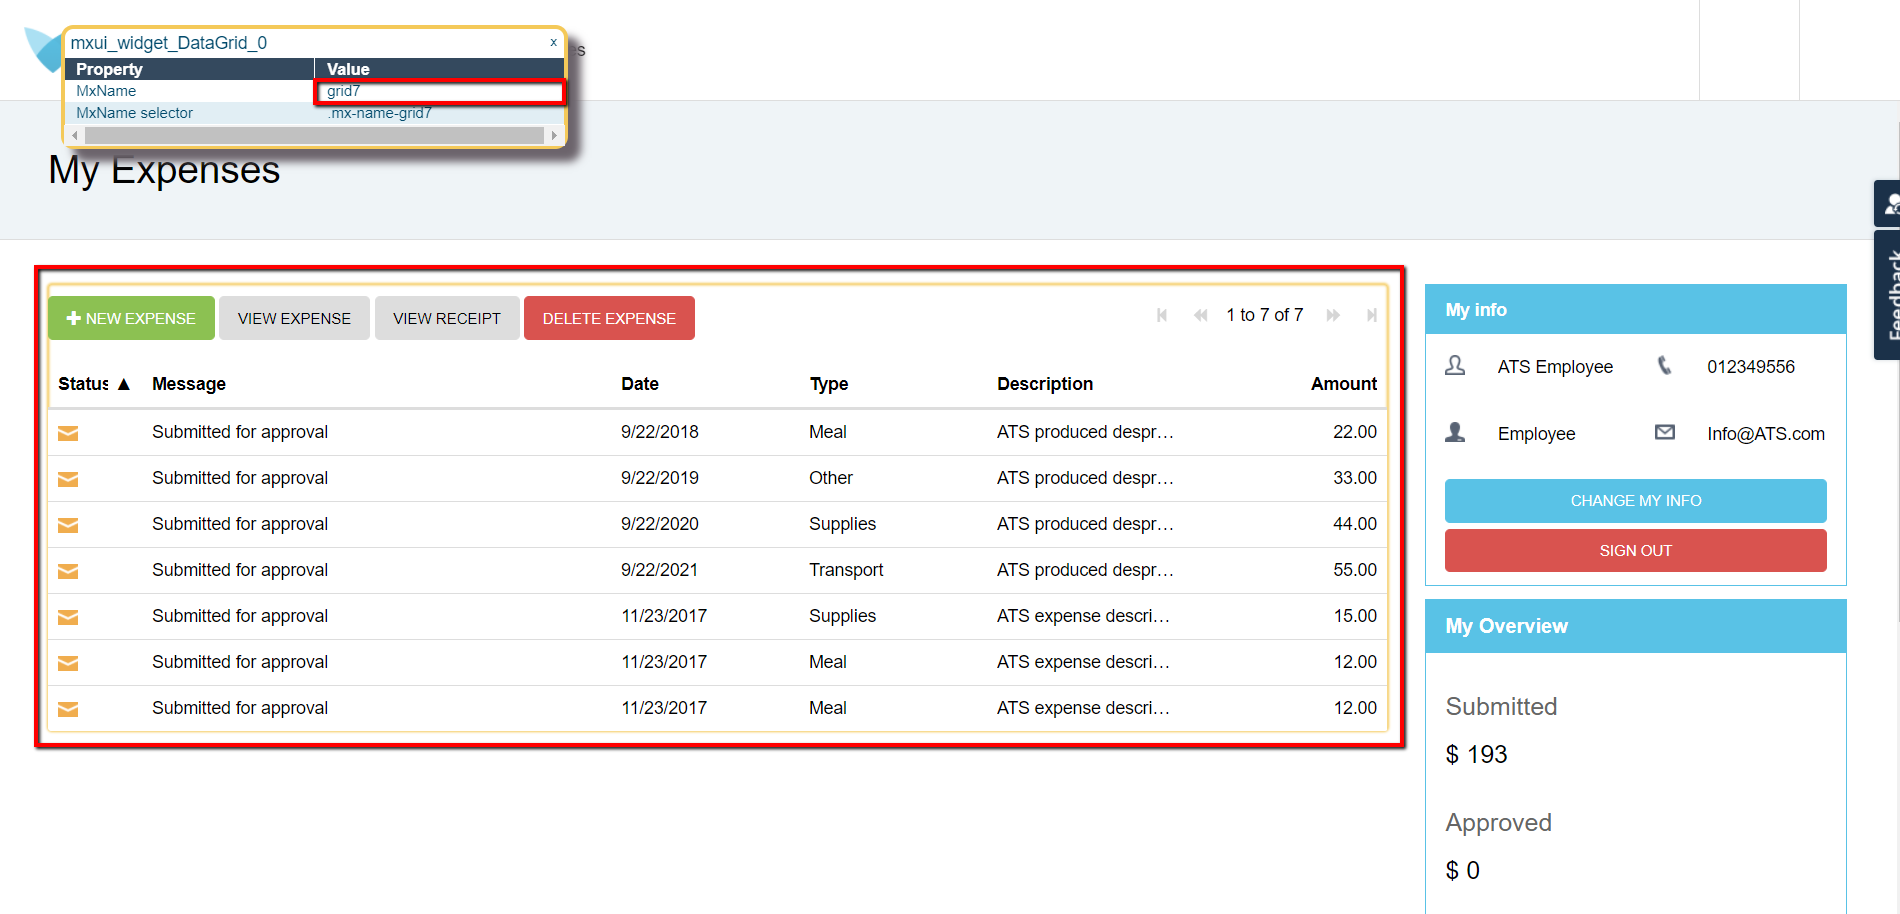 mxui_widget_DataGrid_0 x
Property Value
MxName grid7
MxName selector .mx-name-grid7
My Expenses
Feedback
NEW EXPENSE VIEW EXPENSE VIEW RECEIPT DELETE EXPENSE 1 to 7 of 7
Status ▲ Message Date Type Description Amount
Submitted for approval 9/22/2018 Meal ATS produced despr… 22.00
Submitted for approval 9/22/2019 Other ATS produced despr… 33.00
Submitted for approval 9/22/2020 Supplies ATS produced despr… 44.00
Submitted for approval 9/22/2021 Transport ATS produced despr… 55.00
Submitted for approval 11/23/2017 Supplies ATS expense descri… 15.00
Submitted for approval 11/23/2017 Meal ATS expense descri… 12.00
Submitted for approval 11/23/2017 Meal ATS expense descri… 12.00
My info
ATS Employee 012349556
Employee Info@ATS.com
CHANGE MY INFO
SIGN OUT
My Overview
Submitted
$ 193
Approved
$ 0